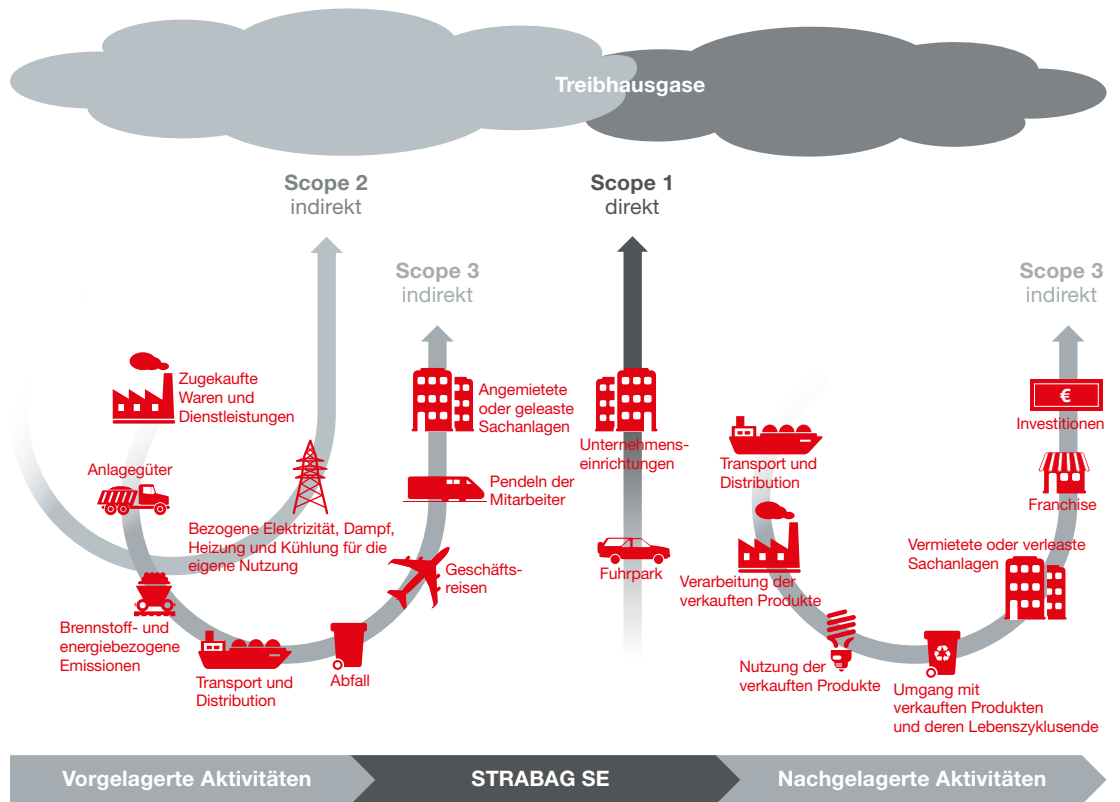 Treibhausgase
Scope 2
indirekt
Scope 1
direkt
Scope 3
indirekt
Scope 3
indirekt
Zugekaufte
Waren und
Dienstleistungen
Anlagegüter
Bezogene Elektrizität, Dampf,
Heizung und Kühlung für die
eigene Nutzung
Brennstoff- und
energiebezogene
Emissionen
Transport und
Distribution
Abfall
Geschäfts-
reisen
Pendeln der
Mitarbeiter
Angemietete
oder geleaste
Sachanlagen
Unternehmens-
einrichtungen
Fuhrpark
Transport und
Distribution
Verarbeitung der
verkauften Produkte
Nutzung der
verkauften Produkte
Umgang mit
verkauften Produkten
und deren Lebenszyklusende
Vermietete oder verleaste
Sachanlagen
Franchise
€
Investitionen
Vorgelagerte Aktivitäten
STRABAG SE
Nachgelagerte Aktivitäten